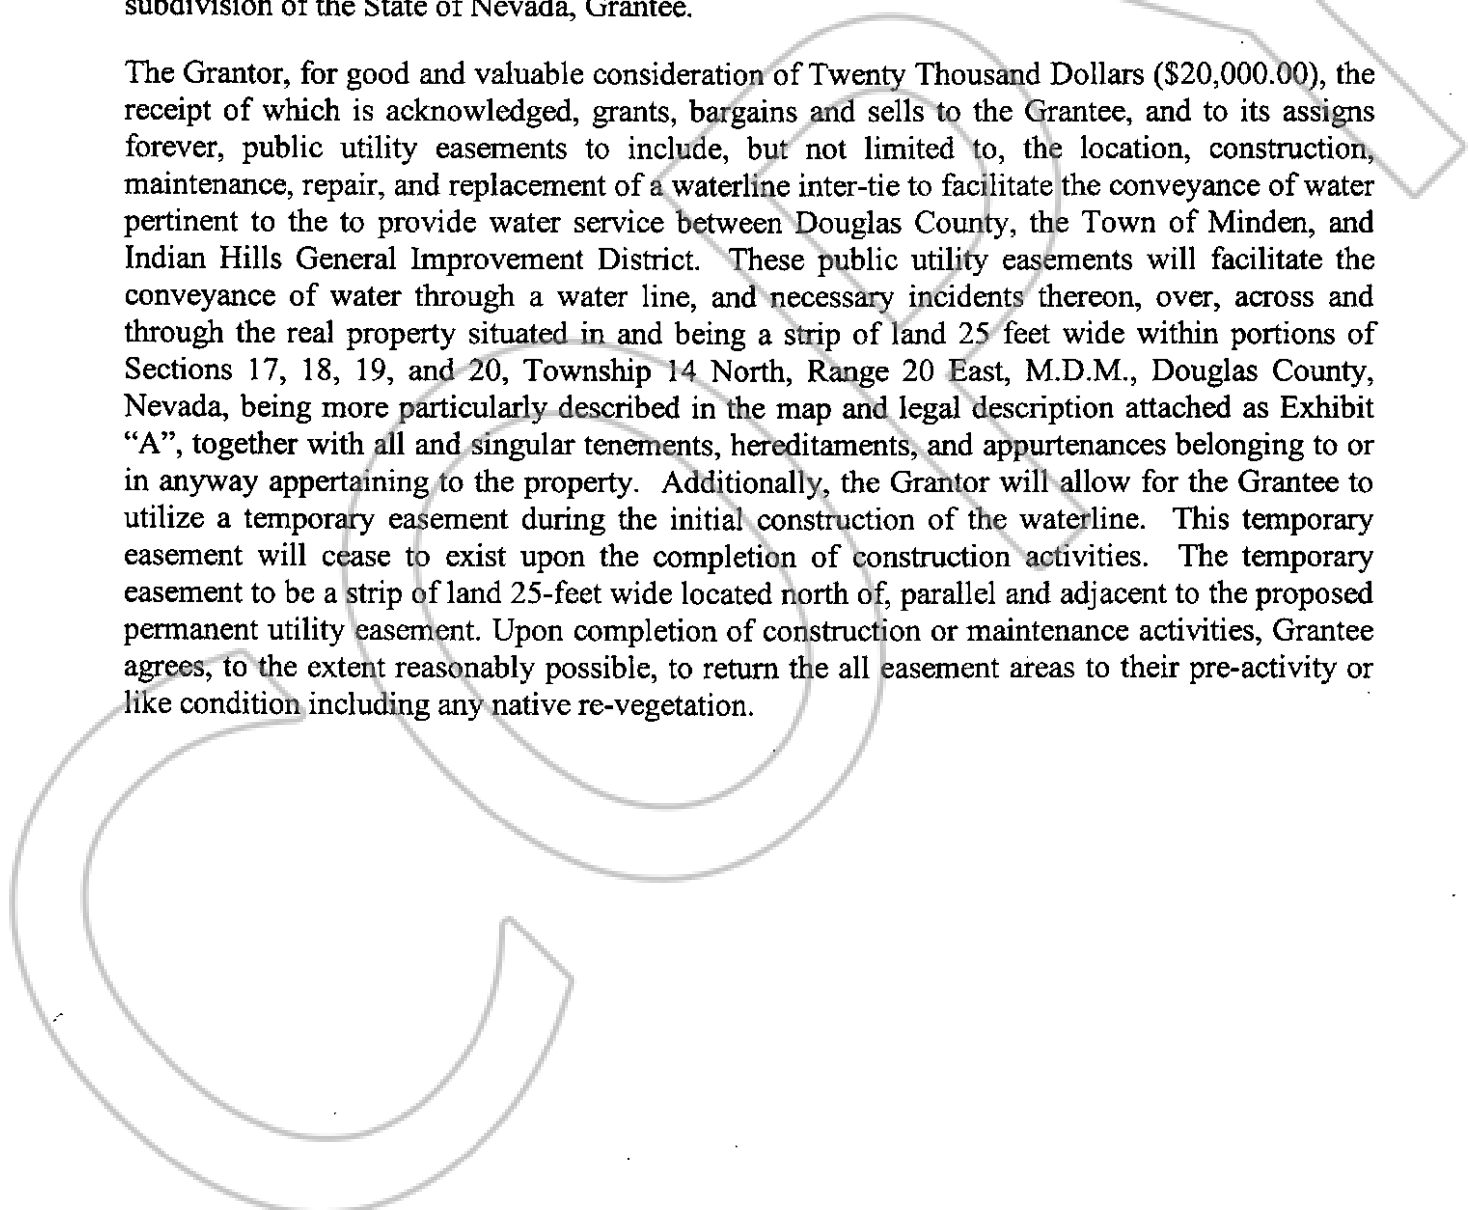 subdivision of the State of Nevada, Grantee.
The Grantor, for good and valuable consideration of Twenty Thousand Dollars ($20,000.00), the
receipt of which is acknowledged, grants, bargains and sells to the Grantee, and to its assigns
forever, public utility easements to include, but not limited to, the location, construction,
maintenance, repair, and replacement of a waterline inter-tie to facilitate the conveyance of water
pertinent to the to provide water service between Douglas County, the Town of Minden, and
Indian Hills General Improvement District. These public utility easements will facilitate the
conveyance of water through a water line, and necessary incidents thereon, over, across and
through the real property situated in and being a strip of land 25 feet wide within portions of
Sections 17, 18, 19, and 20, Township 14 North, Range 20 East, M.D.M., Douglas County,
Nevada, being more particularly described in the map and legal description attached as Exhibit
“A”, together with all and singular tenements, hereditaments, and appurtenances belonging to or
in anyway appertaining to the property. Additionally, the Grantor will allow for the Grantee to
utilize a temporary easement during the initial construction of the waterline. This temporary
easement will cease to exist upon the completion of construction activities. The temporary
easement to be a strip of land 25-feet wide located north of, parallel and adjacent to the proposed
permanent utility easement. Upon completion of construction or maintenance activities, Grantee
agrees, to the extent reasonably possible, to return the all easement areas to their pre-activity or
like condition including any native re-vegetation.
COPY